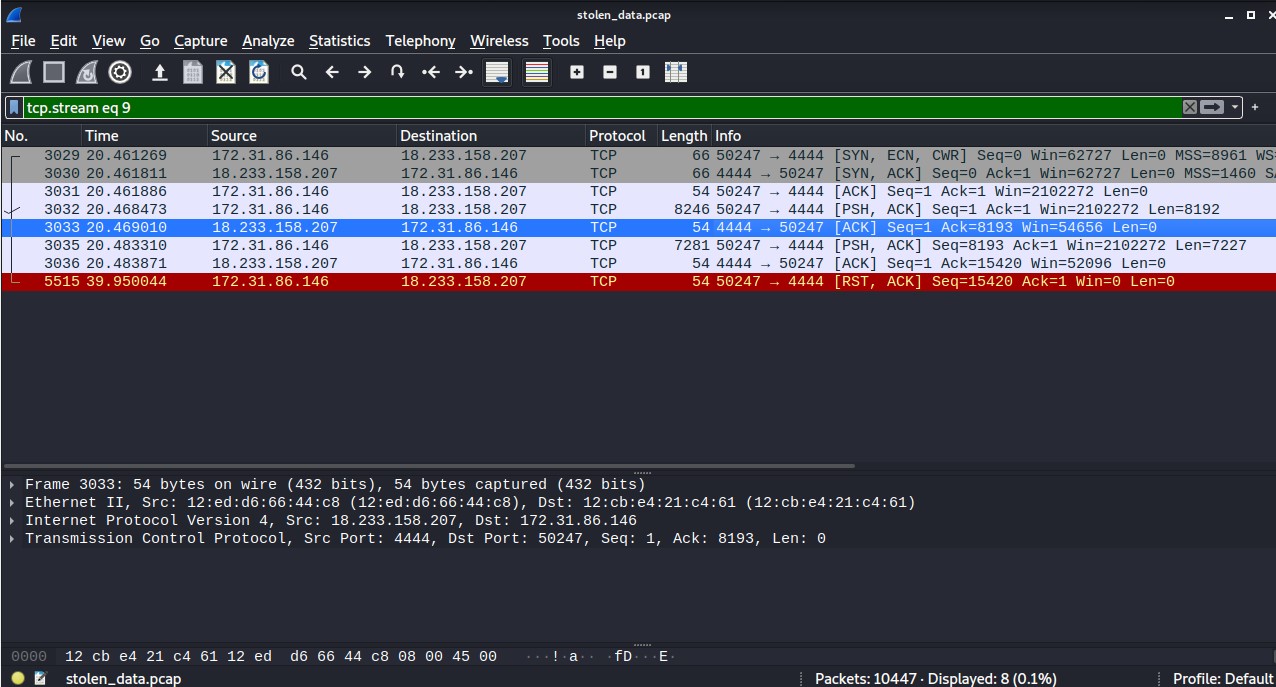 stolen_data.pcap
File Edit View Go Capture Analyze Statistics Telephony Wireless Tools Help
tcp.stream eq 9
No. Time Source Destination Protocol Length Info
3029 20.461269 172.31.86.146 18.233.158.207 TCP 66 50247 → 4444 [SYN, ECN, CWR] Seq=0 Win=62727 Len=0 MSS=8961 WS=
3030 20.461811 18.233.158.207 172.31.86.146 TCP 66 4444 → 50247 [SYN, ACK] Seq=0 Ack=1 Win=62727 Len=0 MSS=1460 SA
3031 20.461886 172.31.86.146 18.233.158.207 TCP 54 50247 → 4444 [ACK] Seq=1 Ack=1 Win=2102272 Len=0
3032 20.468473 172.31.86.146 18.233.158.207 TCP 8246 50247 → 4444 [PSH, ACK] Seq=1 Ack=1 Win=2102272 Len=8192
3033 20.469010 18.233.158.207 172.31.86.146 TCP 54 4444 → 50247 [ACK] Seq=1 Ack=8193 Win=54656 Len=0
3035 20.483310 172.31.86.146 18.233.158.207 TCP 7281 50247 → 4444 [PSH, ACK] Seq=8193 Ack=1 Win=2102272 Len=7227
3036 20.483871 18.233.158.207 172.31.86.146 TCP 54 4444 → 50247 [ACK] Seq=1 Ack=15420 Win=52096 Len=0
5515 39.950044 172.31.86.146 18.233.158.207 TCP 54 50247 → 4444 [RST, ACK] Seq=15420 Ack=1 Win=0 Len=0
Frame 3033: 54 bytes on wire (432 bits), 54 bytes captured (432 bits)
Ethernet II, Src: 12:ed:d6:66:44:c8 (12:ed:d6:66:44:c8), Dst: 12:cb:e4:21:c4:61 (12:cb:e4:21:c4:61)
Internet Protocol Version 4, Src: 18.233.158.207, Dst: 172.31.86.146
Transmission Control Protocol, Src Port: 4444, Dst Port: 50247, Seq: 1, Ack: 8193, Len: 0
0000 12 cb e4 21 c4 61 12 ed d6 66 44 c8 08 00 45 00 ···!·a·· ·fD···E·
stolen_data.pcap Packets: 10447 · Displayed: 8 (0.1%) Profile: Default